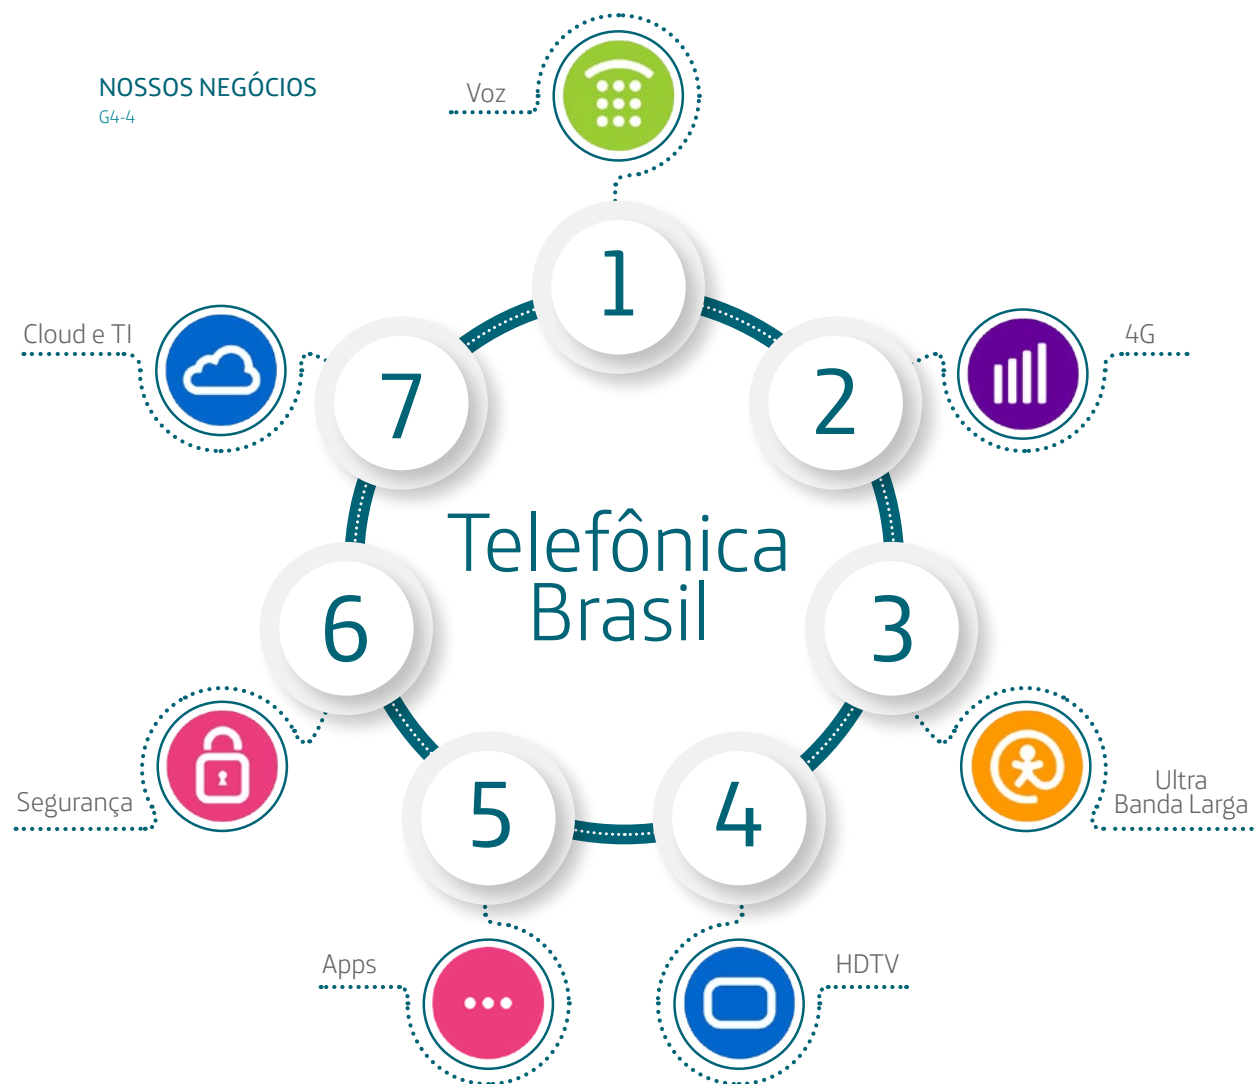 NOSSOS NEGÓCIOS
G4-4
Voz
1
Cloud e TI
4G
7
2
Telefônica
Brasil
6
3
Segurança
Ultra
Banda Larga
5
4
Apps
HDTV